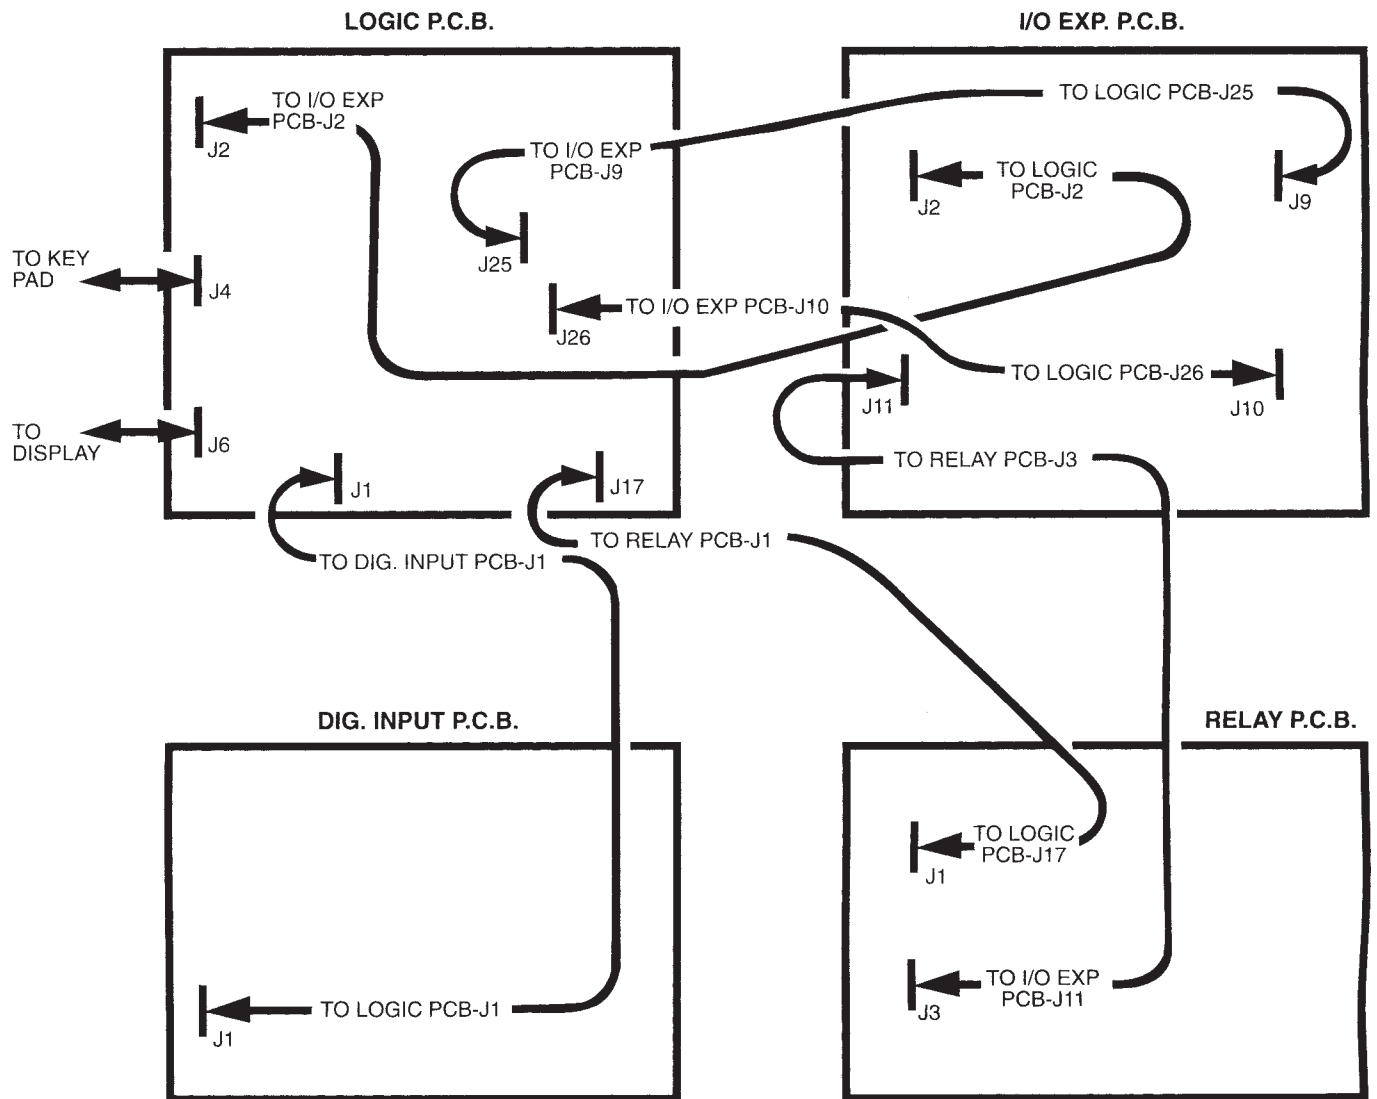 LOGIC P.C.B.
I/O EXP. P.C.B.
TO I/O EXP
PCB-J2
J2
TO I/O EXP
PCB-J9
J25
TO LOGIC PCB-J25
TO LOGIC
PCB-J2
J2
J9
TO KEY
PAD
J4
TO I/O EXP PCB-J10
J26
TO LOGIC PCB-J26
J10
J11
TO RELAY PCB-J3
TO
DISPLAY
J6
J1
J17
TO RELAY PCB-J1
TO DIG. INPUT PCB-J1
DIG. INPUT P.C.B.
RELAY P.C.B.
TO LOGIC
PCB-J17
J1
TO I/O EXP
PCB-J11
J3
TO LOGIC PCB-J1
J1